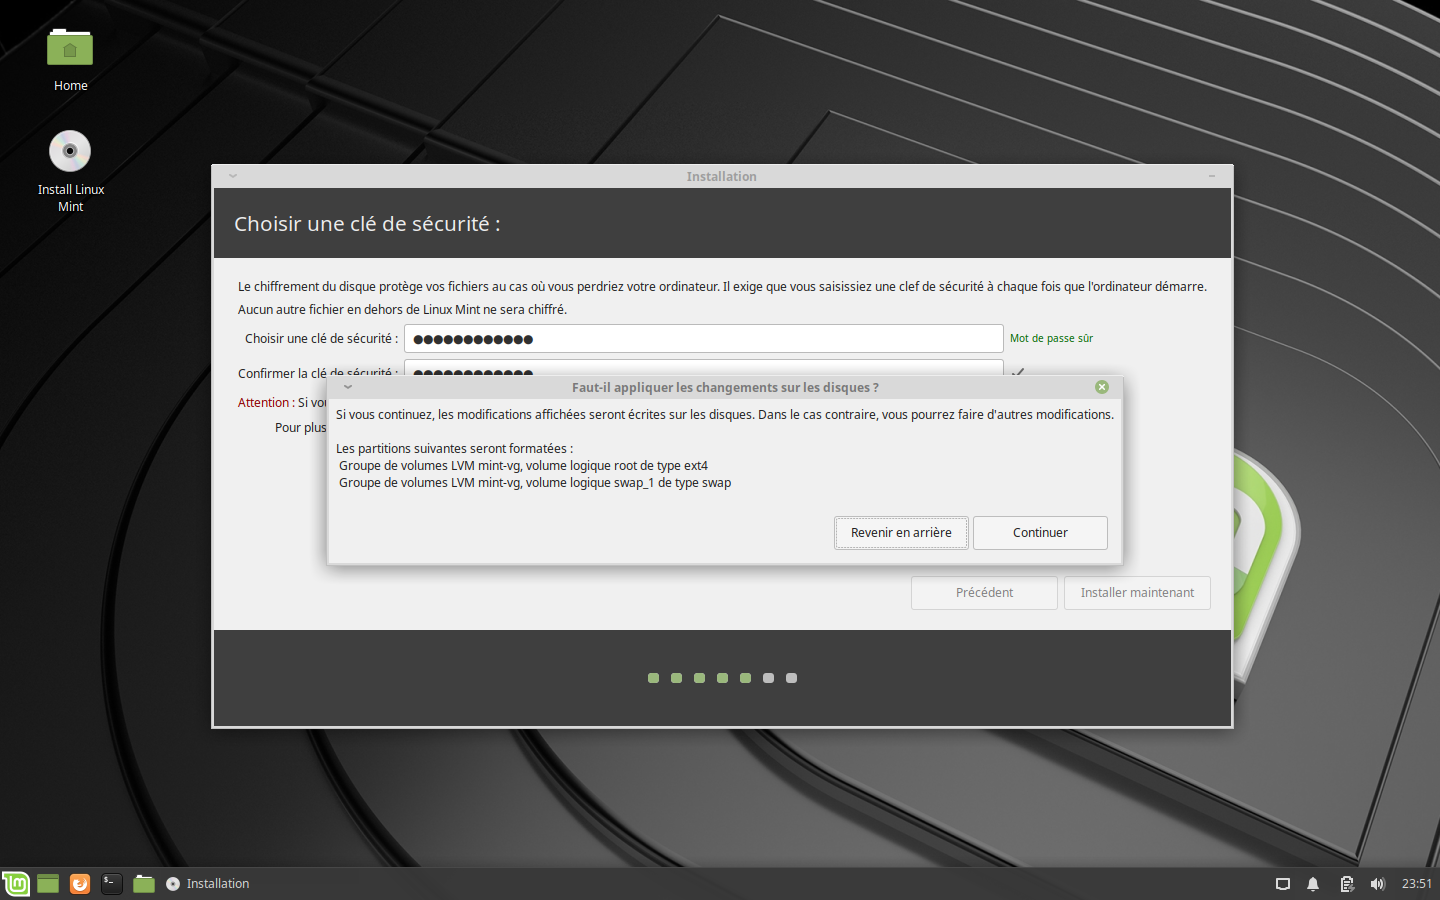 Home
Install Linux
Mint
Installation
Choisir une clé de sécurité :
Le chiffrement du disque protège vos fichiers au cas où vous perdriez votre ordinateur. Il exige que vous saisissiez une clef de sécurité à chaque fois que l'ordinateur démarre.
Aucun autre fichier en dehors de Linux Mint ne sera chiffré.
Choisir une clé de sécurité : ●●●●●●●●●●●● Mot de passe sûr
Confirmer la clé de sécurité : ●●●●●●●●●●●●
Attention : Si
Pour plus
Faut-il appliquer les changements sur les disques ?
Si vous continuez, les modifications affichées seront écrites sur les disques. Dans le cas contraire, vous pourrez faire d'autres modifications.
Les partitions suivantes seront formatées :
Groupe de volumes LVM mint-vg, volume logique root de type ext4
Groupe de volumes LVM mint-vg, volume logique swap_1 de type swap
Revenir en arrière Continuer
Précédent Installer maintenant
Installation 23:51